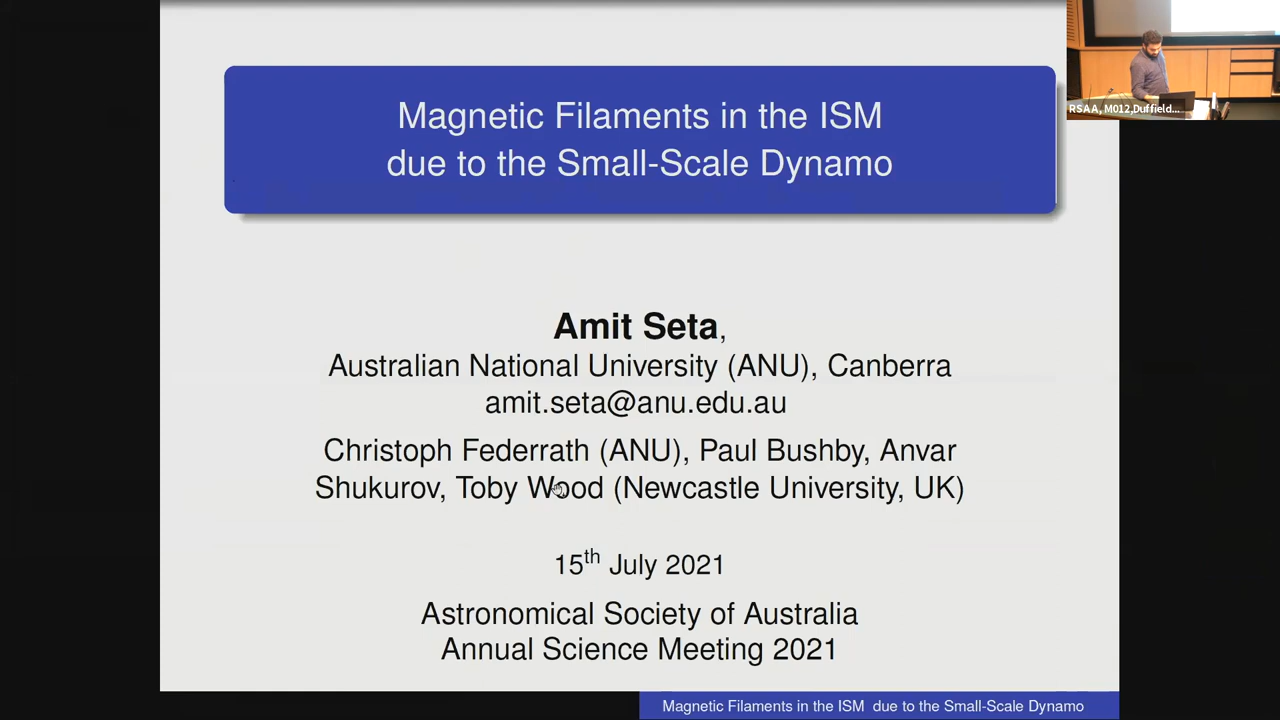 Magnetic Filaments in the ISM
due to the Small-Scale Dynamo
RSAA, M012,Duffield...
Amit Seta,
Australian National University (ANU), Canberra
amit.seta@anu.edu.au
Christoph Federrath (ANU), Paul Bushby, Anvar
Shukurov, Toby Wood (Newcastle University, UK)
15th July 2021
Astronomical Society of Australia
Annual Science Meeting 2021
Magnetic Filaments in the ISM due to the Small-Scale Dynamo